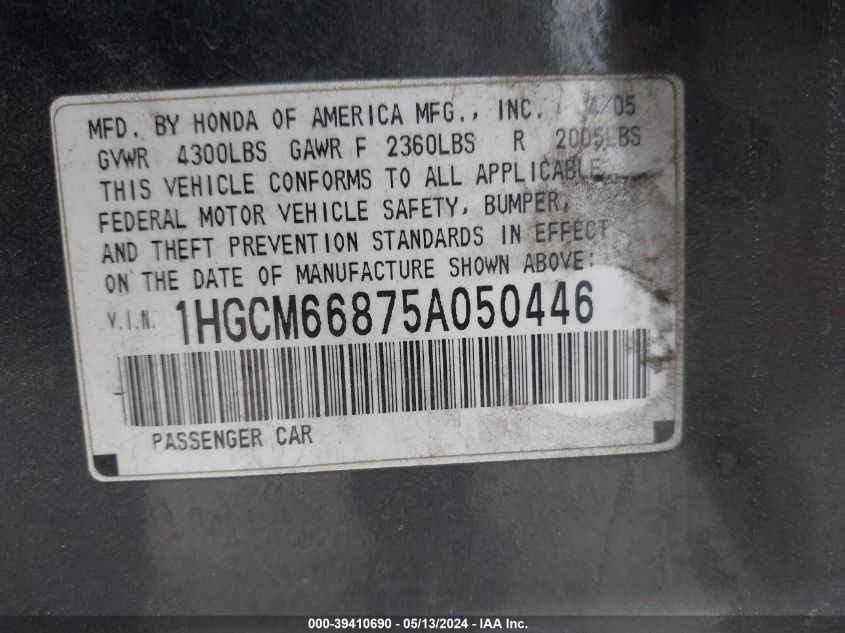 MFD. BY HONDA OF AMERICA MFG., INC. 4/05
GVWR 4300LBS GAWR F 2360LBS R 2005LBS
THIS VEHICLE CONFORMS TO ALL APPLICABLE
FEDERAL MOTOR VEHICLE SAFETY, BUMPER,
AND THEFT PREVENTION STANDARDS IN EFFECT
ON THE DATE OF MANUFACTURE SHOWN ABOVE:
V.I.N. 1HGCM66875A050446
PASSENGER CAR
000-39410690 - 05/13/2024 - IAA Inc.